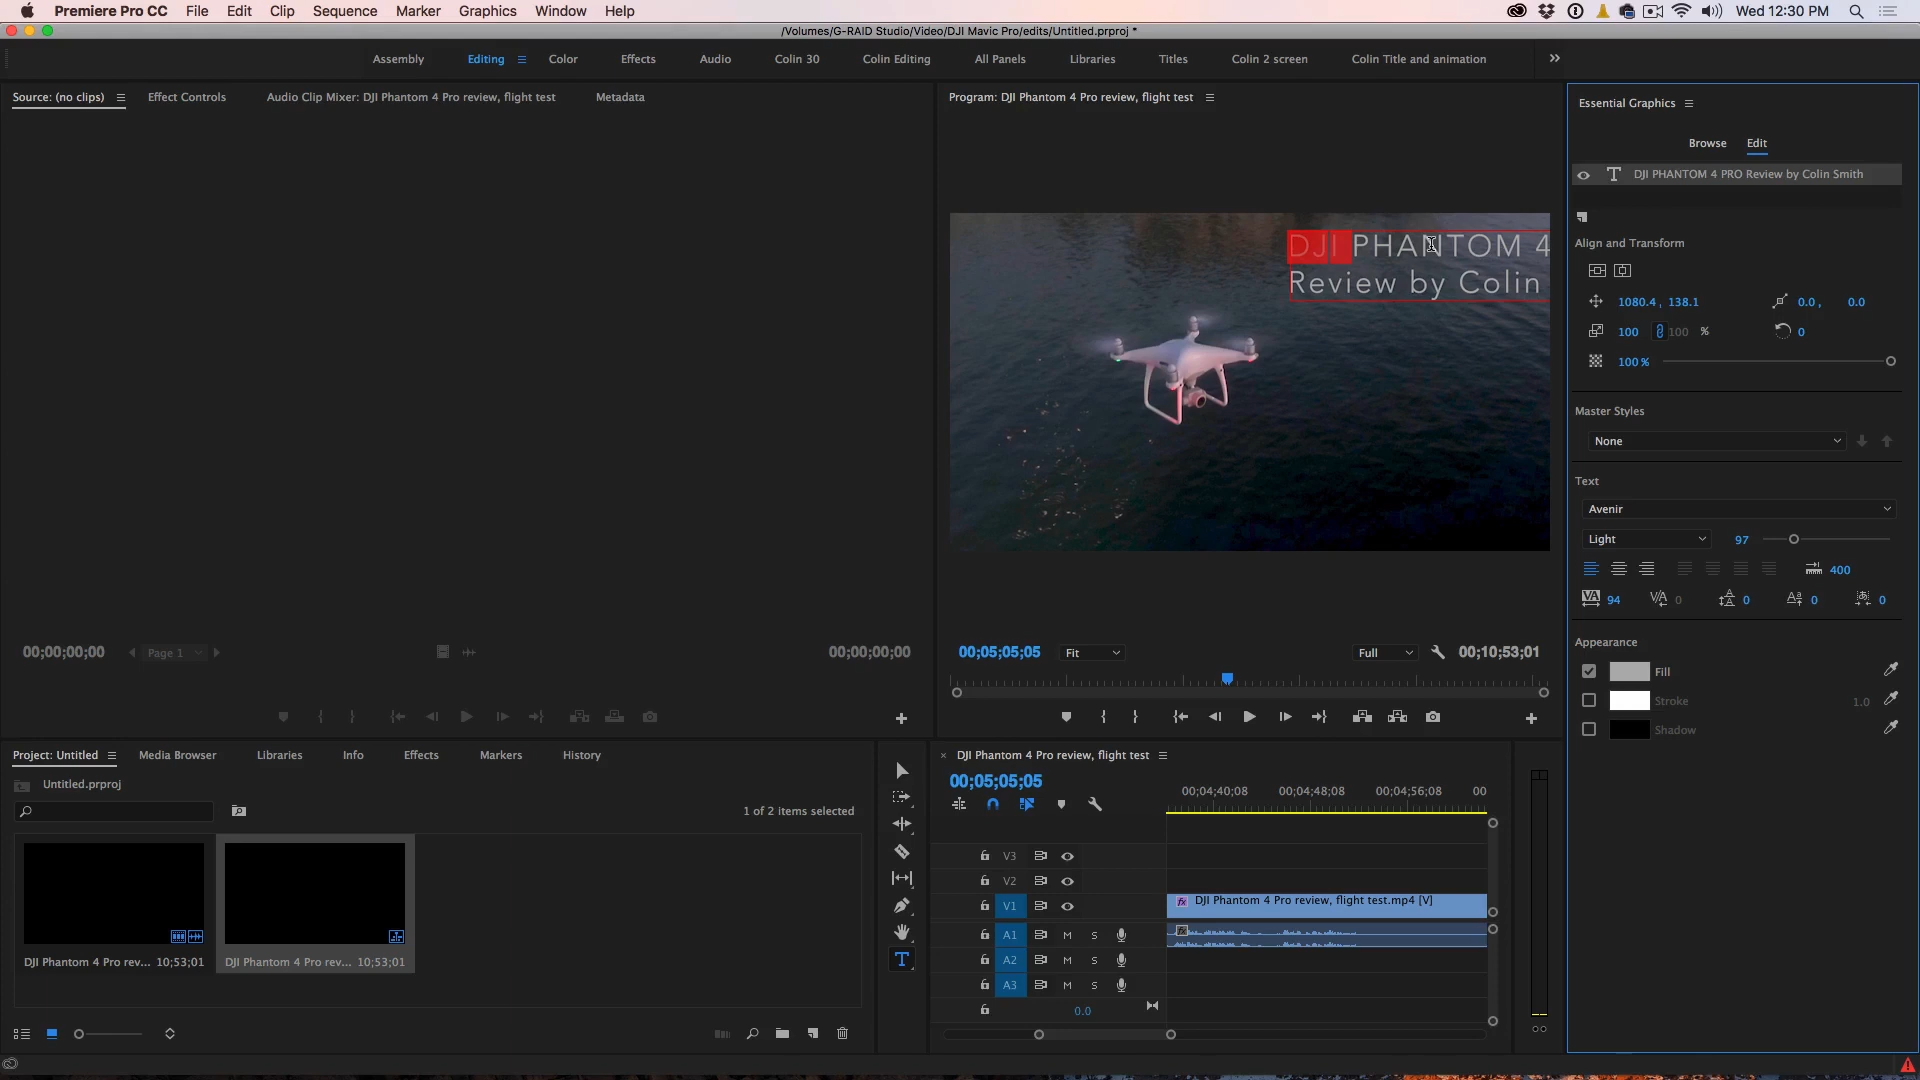 Premiere Pro CC File Edit Clip Sequence Marker Graphics Window Help Wed 12:30 PM
/Volumes/G-RAID Studio/Video/DJI Mavic Pro/edits/Untitled.prproj *
Assembly Editing Color Effects Audio Colin 30 Colin Editing All Panels Libraries Titles Colin 2 screen Colin Title and animation
Source: (no clips) Effect Controls Audio Clip Mixer: DJI Phantom 4 Pro review, flight test Metadata
Program: DJI Phantom 4 Pro review, flight test
Essential Graphics
Browse Edit
DJI PHANTOM 4 PRO Review by Colin Smith
DJI PHANTOM 4
Review by Colin
Align and Transform
1080.4 , 138.1 0.0 , 0.0
100 100 % 0
100 %
Master Styles
None
Text
Avenir
Light 97
400
VA 94 0 0 0 0
Appearance
Fill
Stroke 1.0
Shadow
00;00;00;00 Page 1 00;00;00;00
00;05;05;05 Fit Full 00;10;53;01
Project: Untitled Media Browser Libraries Info Effects Markers History
Untitled.prproj
1 of 2 items selected
DJI Phantom 4 Pro rev... 10;53;01
DJI Phantom 4 Pro rev... 10;53;01
DJI Phantom 4 Pro review, flight test
00;05;05;05
00;04;40;08 00;04;48;08 00;04;56;08 00
V3
V2
V1 fx DJI Phantom 4 Pro review, flight test.mp4 [V]
A1 M S fx
A2 M S
A3 M S
0.0